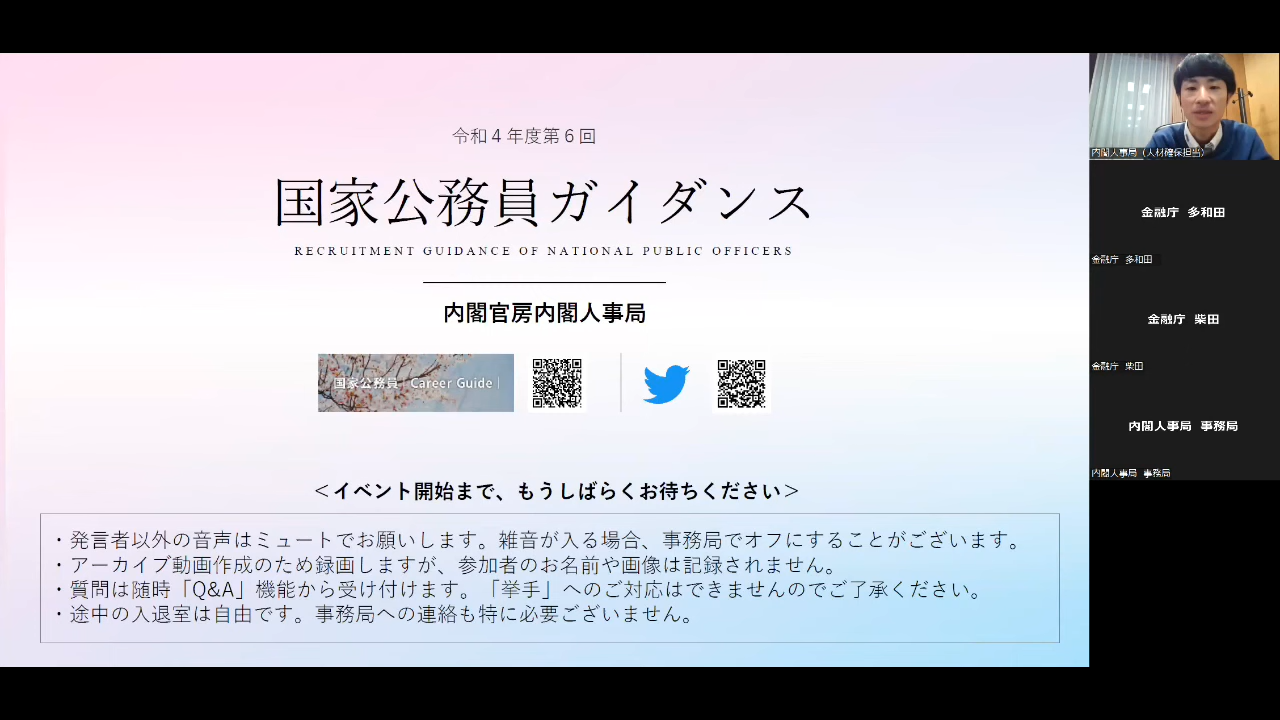 令和４年度第６回
国家公務員ガイダンス
RECRUITMENT GUIDANCE OF NATIONAL PUBLIC OFFICERS
内閣官房内閣人事局
国家公務員 Career Guide
＜イベント開始まで、もうしばらくお待ちください＞
・発言者以外の音声はミュートでお願いします。雑音が入る場合、事務局でオフにすることがございます。
・アーカイブ動画作成のため録画しますが、参加者のお名前や画像は記録されません。
・質問は随時「Q&A」機能から受け付けます。「挙手」へのご対応はできませんのでご了承ください。
・途中の入退室は自由です。事務局への連絡も特に必要ございません。
内閣人事局（人材確保担当）
金融庁 多和田
金融庁 多和田
金融庁 柴田
金融庁 柴田
内閣人事局 事務局
内閣人事局 事務局